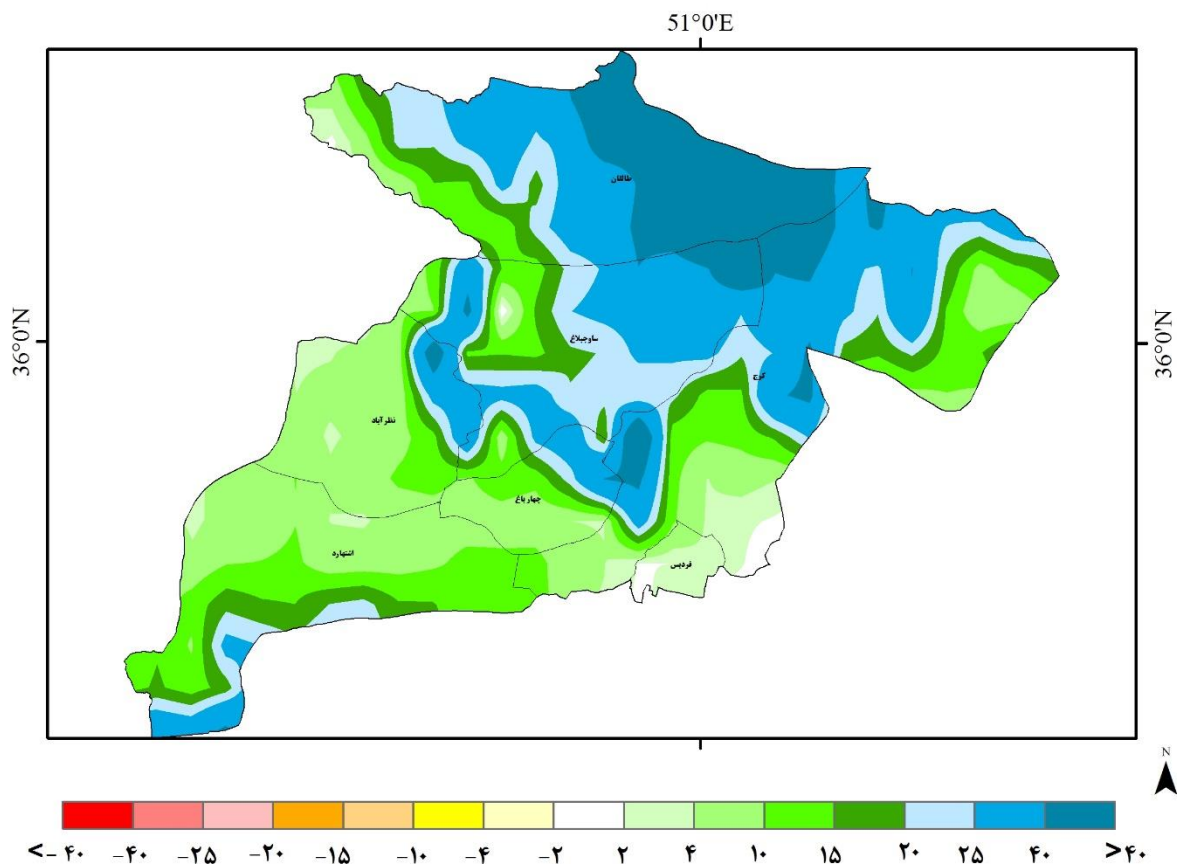 51°0'E
36°0'N
36°0'N
طالقان
ساوجبلاغ
کرج
نظرآباد
چهارباغ
اشتهارد
فردیس
N
<-۴۰ -۴۰ -۲۵ -۲۰ -۱۵ -۱۰ -۴ -۲ ۲ ۴ ۱۰ ۱۵ ۲۰ ۲۵ ۴۰ >۴۰